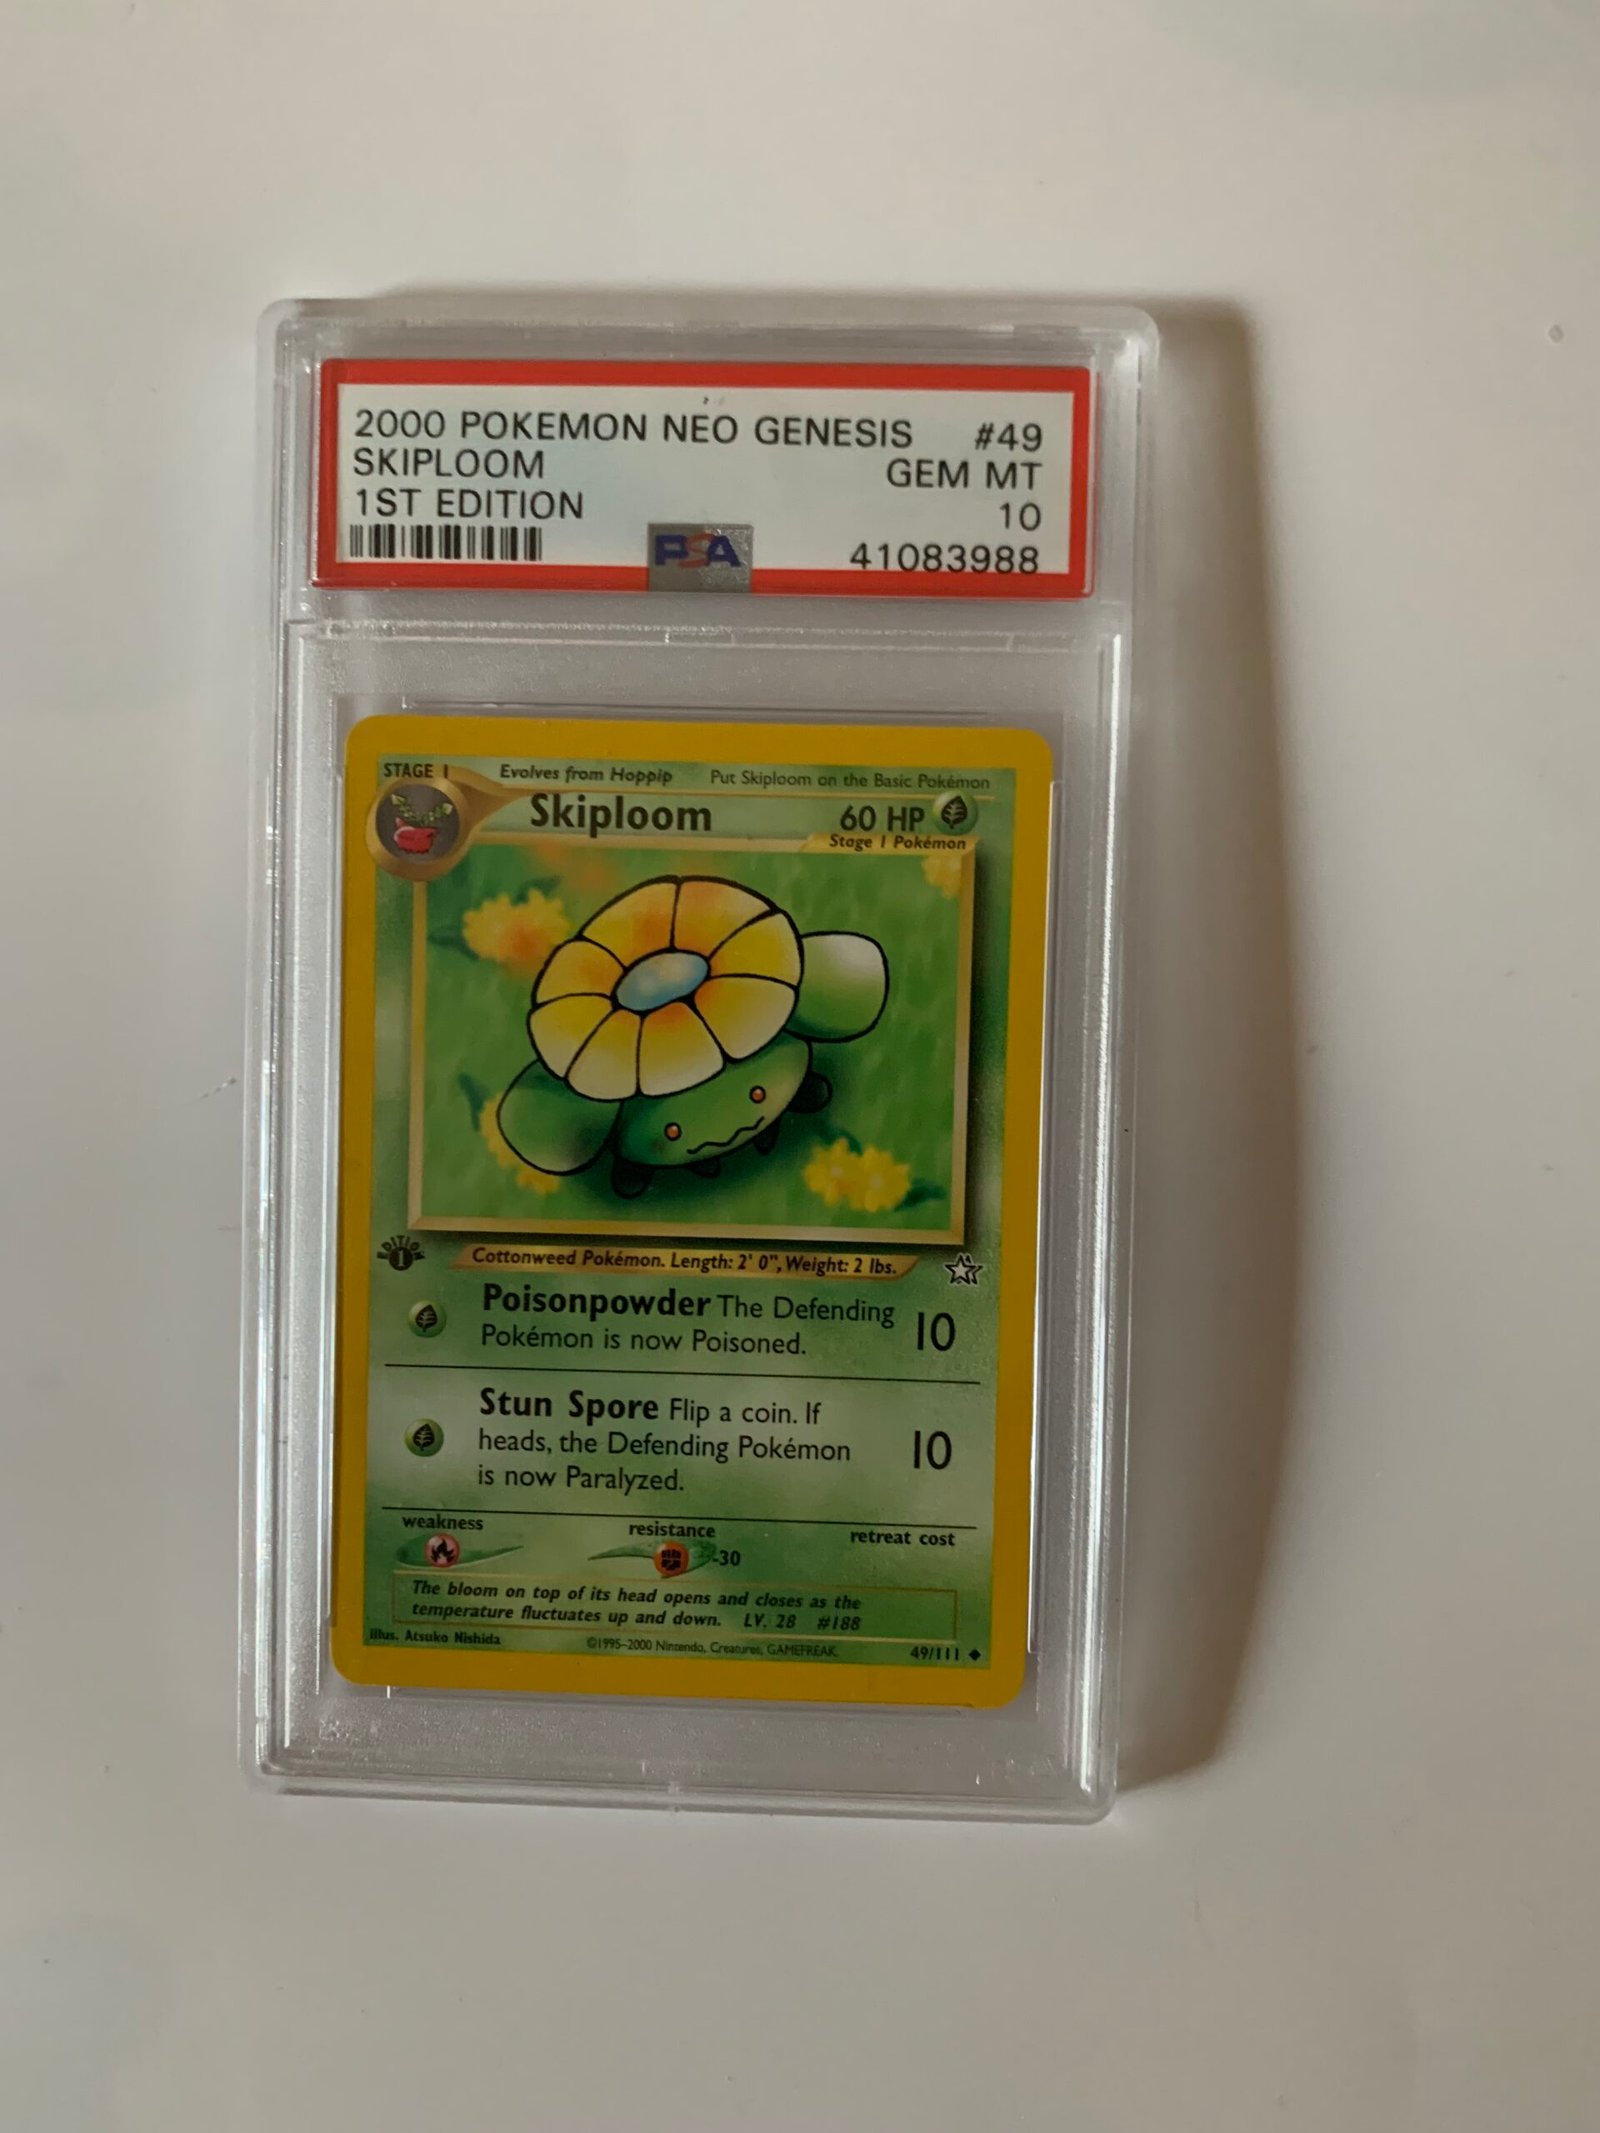 2000 POKEMON NEO GENESIS #49
SKIPLOOM GEM MT
1ST EDITION 10
PSA 41083988
STAGE 1 Evolves from Hoppip Put Skiploom on the Basic Pokémon
Skiploom 60 HP
Stage 1 Pokémon
EDITION 1
Cottonweed Pokémon. Length: 2' 0", Weight: 2 lbs.
Poisonpowder The Defending 10
Pokémon is now Poisoned.
Stun Spore Flip a coin. If
heads, the Defending Pokémon 10
is now Paralyzed.
weakness resistance retreat cost
-30
The bloom on top of its head opens and closes as the
temperature fluctuates up and down. LV. 28 #188
Illus. Atsuko Nishida ©1995-2000 Nintendo, Creatures, GAMEFREAK. 49/111